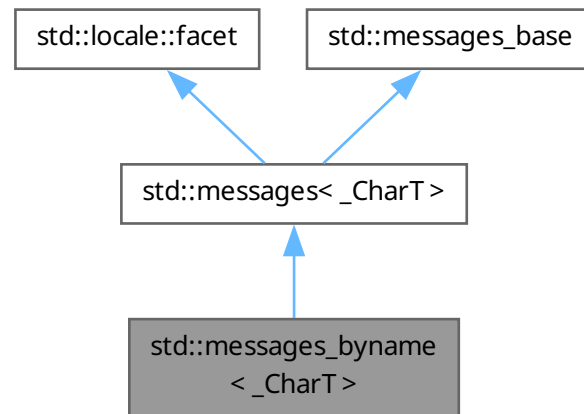 std::locale::facet
std::messages_base
std::messages< _CharT >
std::messages_byname
< _CharT >